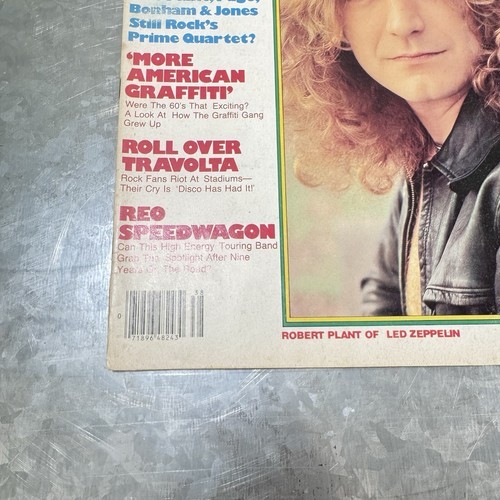 Bonham & Jones
Still Rock's
Prime Quartet?
'MORE
AMERICAN
GRAFFITI'
Were The 60's That Exciting?
A Look At How The Graffiti Gang
Grew Up
ROLL OVER
TRAVOLTA
Rock Fans Riot At Stadiums—
Their Cry Is 'Disco Has Had It!'
REO
SPEEDWAGON
Can This High Energy Touring Band
Grab The Spotlight After Nine
Years On The Road?
0
71896 48243
ROBERT PLANT OF LED ZEPPELIN